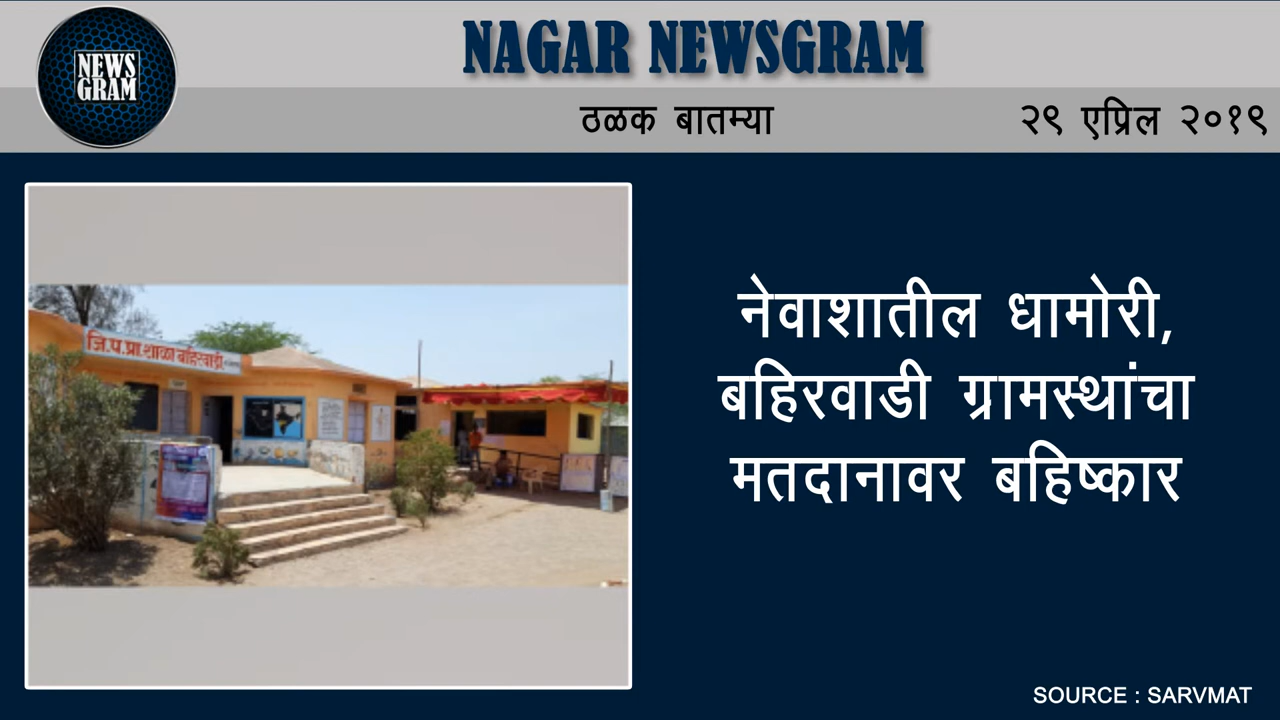 NEWS
GRAM
NAGAR NEWSGRAM
ठळक बातम्या
२९ एप्रिल २०१९
जि.प.प्रा.शाळा बहिरवाडी
नेवाशातील धामोरी,
बहिरवाडी ग्रामस्थांचा
मतदानावर बहिष्कार
SOURCE : SARVMAT